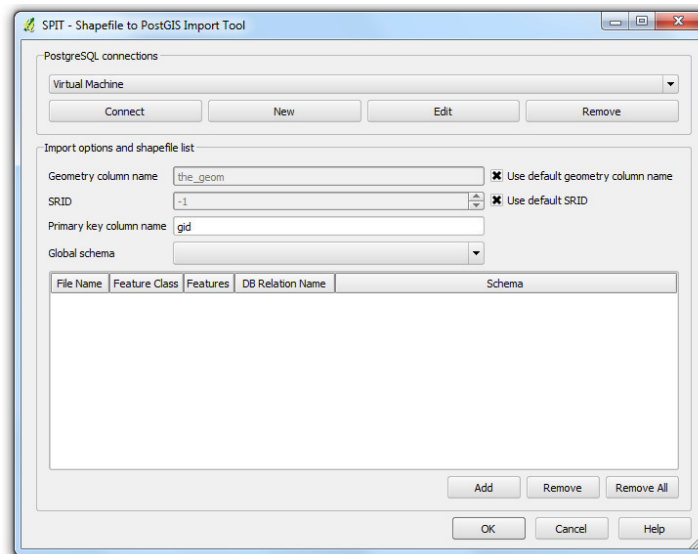 SPIT - Shapefile to PostGIS Import Tool
PostgreSQL connections
Virtual Machine
Connect New Edit Remove
Import options and shapefile list
Geometry column name the_geom Use default geometry column name
SRID -1 Use default SRID
Primary key column name gid
Global schema
File Name Feature Class Features DB Relation Name Schema
Add Remove Remove All
OK Cancel Help